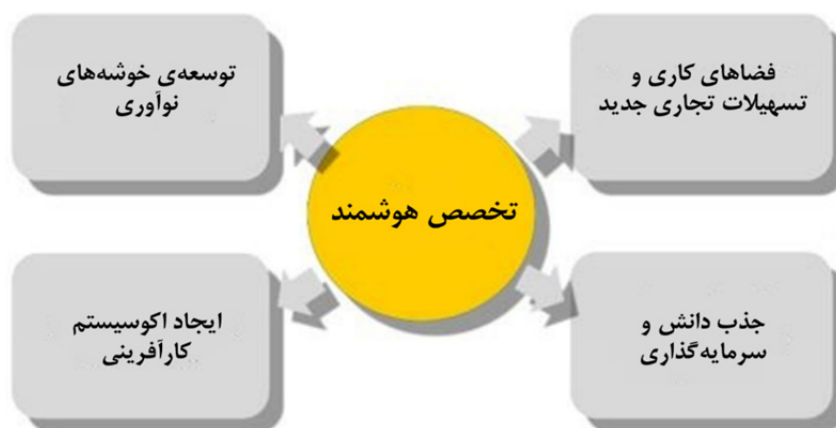 فضاهای کاری و
تسهیلات تجاری جدید
توسعه‌ی خوشه‌های
نوآوری
تخصص هوشمند
جذب دانش و
سرمایه‌گذاری
ایجاد اکوسیستم
کارآفرینی